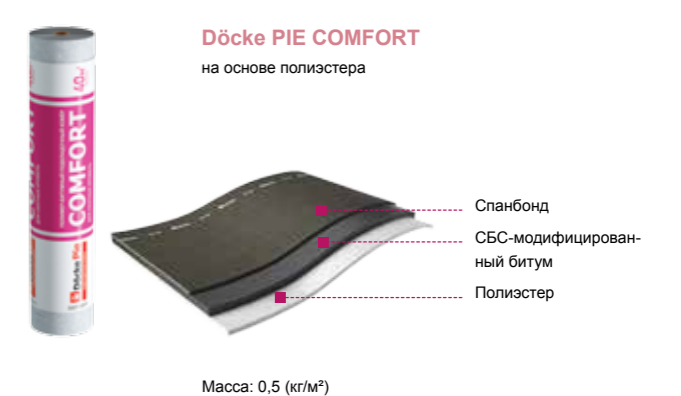 Döcke PIE COMFORT
на основе полиэстера
40м²
COMFORT
Döcke Pie
Спанбонд
СБС-модифицирован-
ный битум
Полиэстер
Масса: 0,5 (кг/м²)